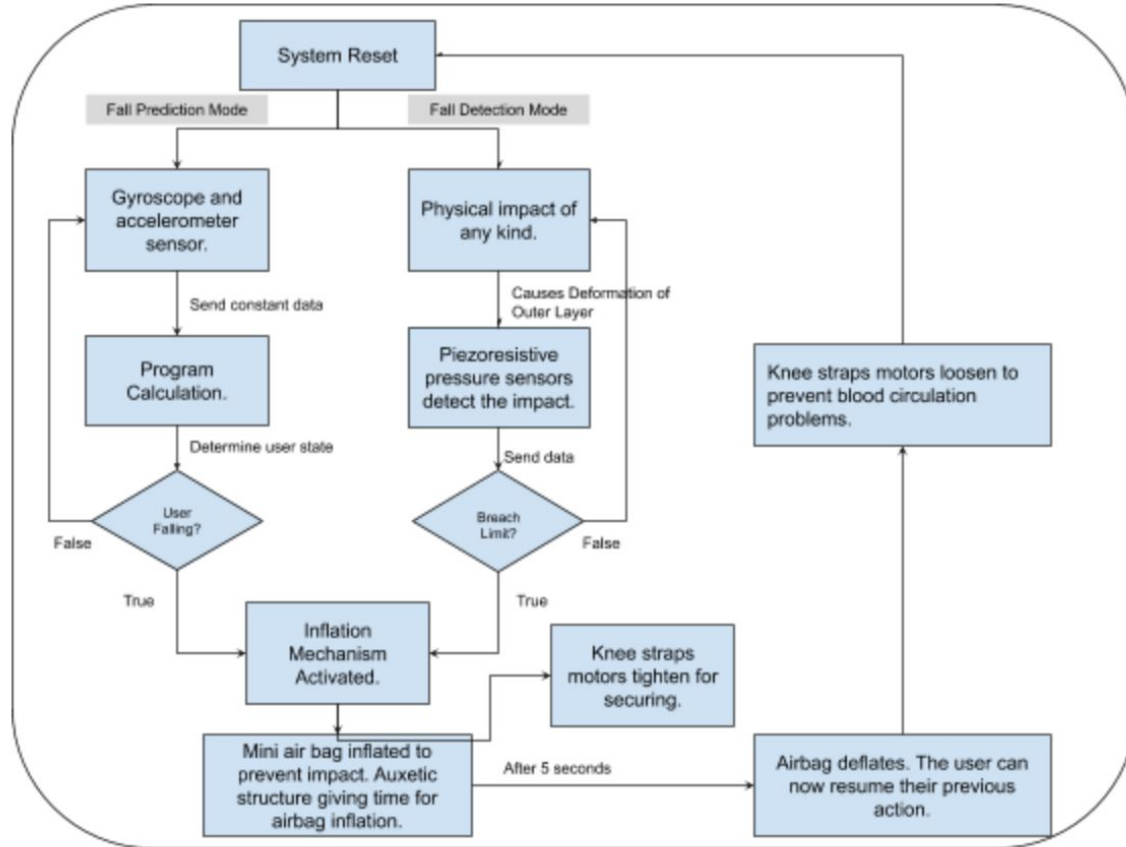 System Reset
Fall Prediction Mode
Fall Detection Mode
Gyroscope and
accelerometer
sensor.
Physical impact of
any kind.
Send constant data
Causes Deformation of
Outer Layer
Program
Calculation.
Piezoresistive
pressure sensors
detect the impact.
Knee straps motors loosen to
prevent blood circulation
problems.
Determine user state
Send data
User
Falling?
Breach
Limit?
False
False
True
True
Inflation
Mechanism
Activated.
Knee straps
motors tighten for
securing.
Mini air bag inflated to
prevent impact. Auxetic
structure giving time for
airbag inflation.
After 5 seconds
Airbag deflates. The user can
now resume their previous
action.